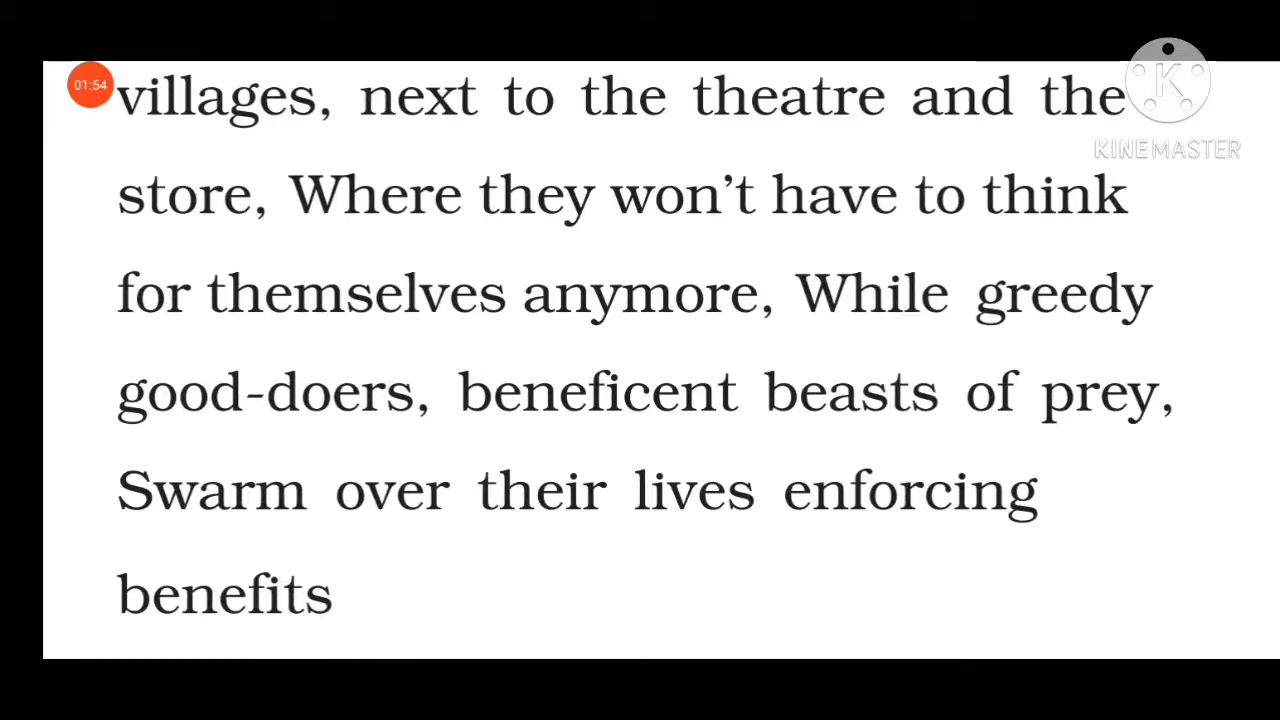 01:54
villages, next to the theatre and the
K
KINEMASTER
store, Where they won't have to think
for themselves anymore, While greedy
good-doers, beneficent beasts of prey,
Swarm over their lives enforcing
benefits